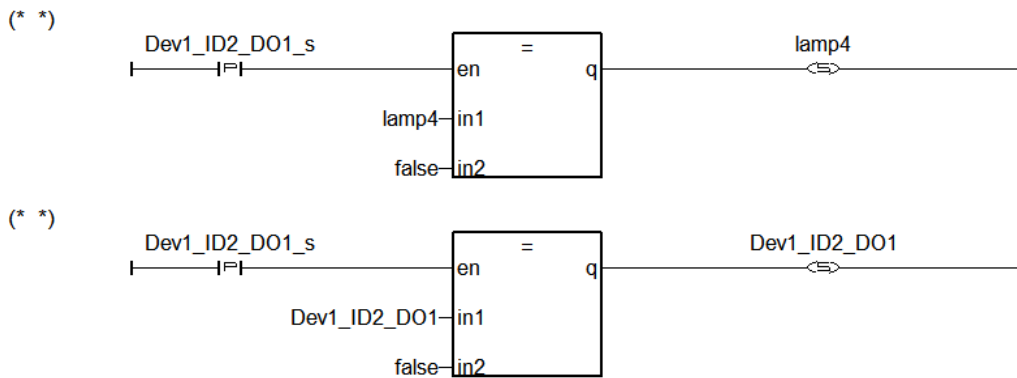 (* *)
Dev1_ID2_DO1_s
P
=
lamp4
S
en
q
lamp4
in1
false
in2
(* *)
Dev1_ID2_DO1_s
P
=
Dev1_ID2_DO1
S
en
q
Dev1_ID2_DO1
in1
false
in2